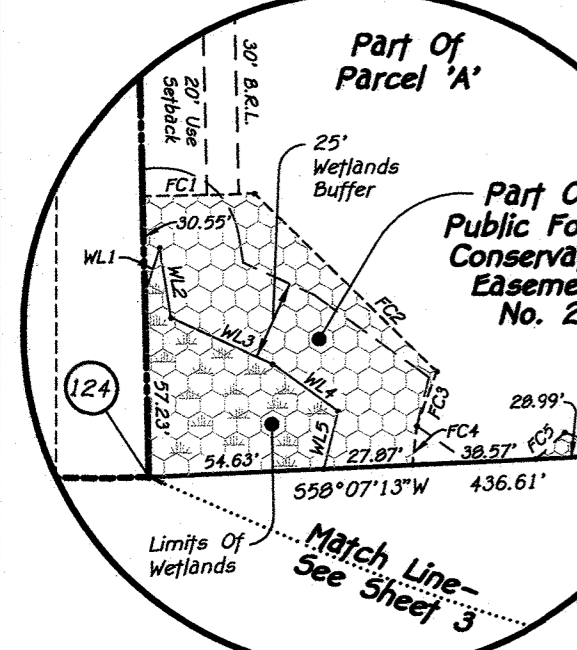 Part Of
Parcel 'A'
30' B.R.L.
20' Use
Setback
25'
Wetlands
Buffer
FC1
30.55'
Part O
Public Fo
Conserva
Easeme
No. 2
WL1
WL2
FC2
WL3
124
57.23'
WL4
FC3
WL5
FC4
28.99'
FC5
54.63'
27.87'
38.57'
S58°07'13"W
436.61'
Limits Of
Wetlands
Match Line-
See Sheet 3